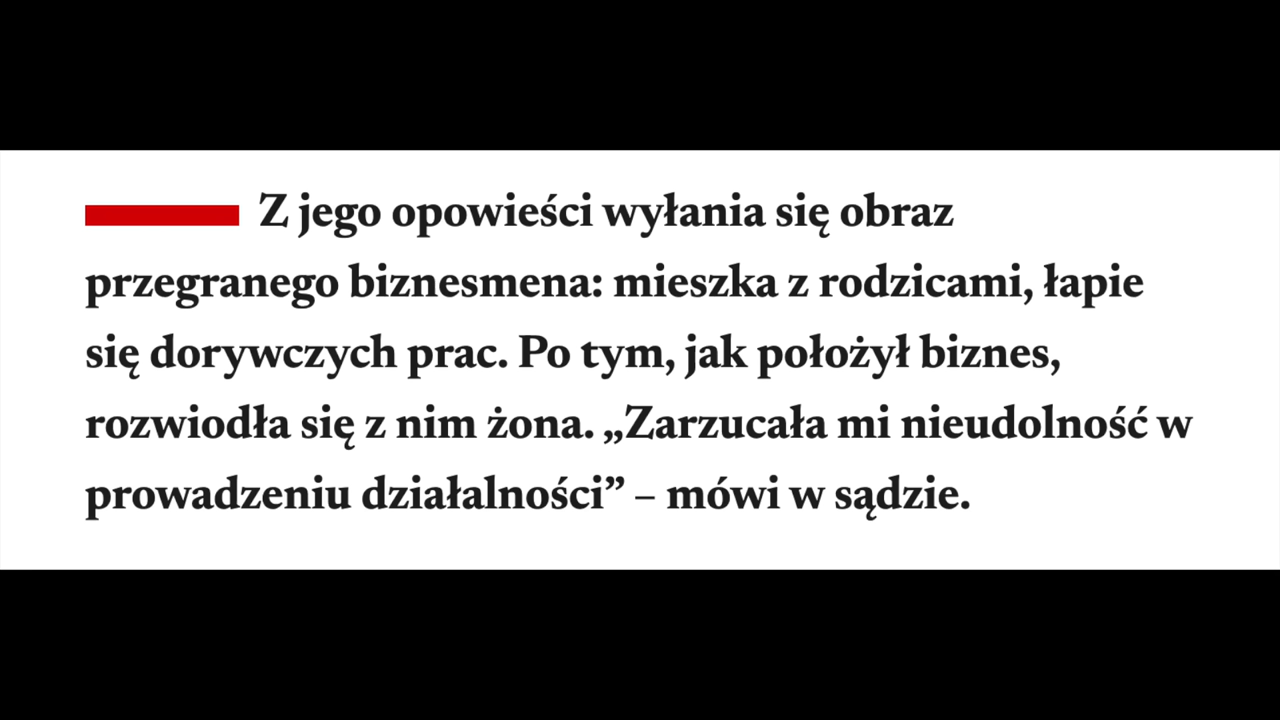 Z jego opowieści wyłania się obraz
przegranego biznesmena: mieszka z rodzicami, łapie
się dorywczych prac. Po tym, jak położył biznes,
rozwiodła się z nim żona. „Zarzucała mi nieudolność w
prowadzeniu działalności” – mówi w sądzie.